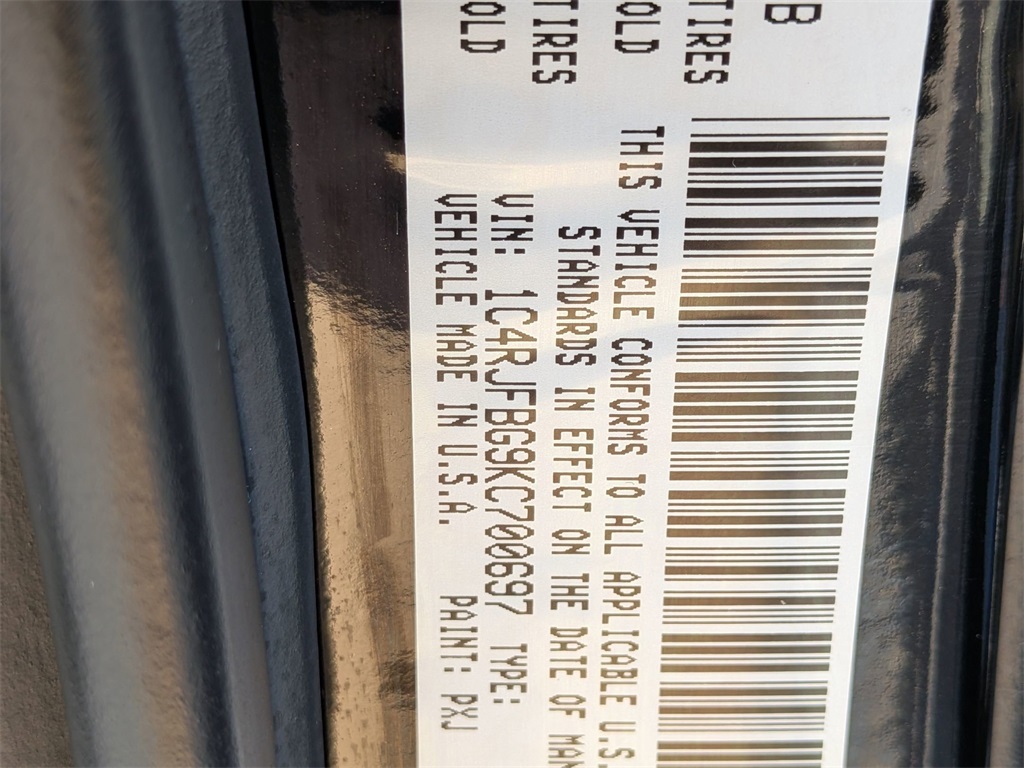 B
TIRES
OLD
TIRES
OLD
THIS VEHICLE CONFORMS TO ALL APPLICABLE U.S.
STANDARDS IN EFFECT ON THE DATE OF MAN
VIN: 1C4RJFBG9KC700697 TYPE:
VEHICLE MADE IN U.S.A. PAINT: PXJ